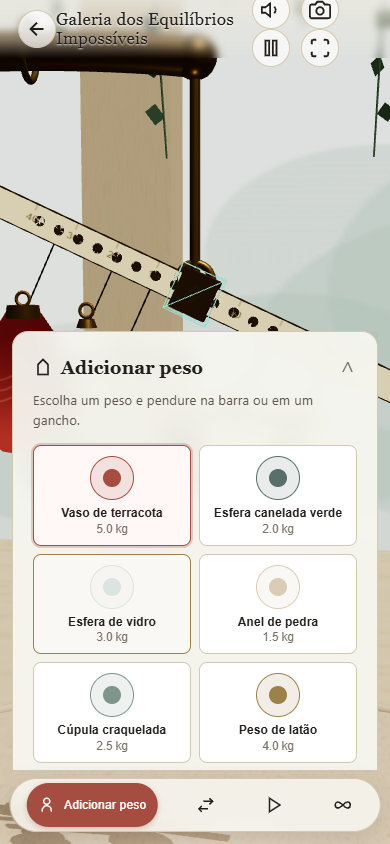 Galeria dos Equilíbrios
Impossíveis
Adicionar peso
Escolha um peso e pendure na barra ou em um
gancho.
Vaso de terracota
5.0 kg
Esfera canelada verde
2.0 kg
Esfera de vidro
3.0 kg
Anel de pedra
1.5 kg
Cúpula craquelada
2.5 kg
Peso de latão
4.0 kg
Adicionar peso